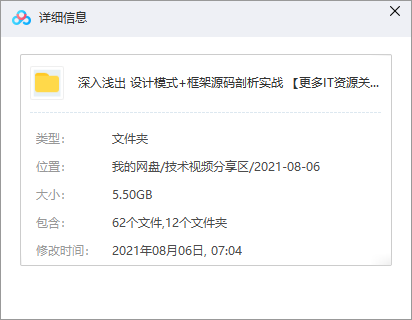 详细信息
深入浅出 设计模式+框架源码剖析实战 【更多IT资源关...
类型： 文件夹
位置： 我的网盘/技术视频分享区/2021-08-06
大小： 5.50GB
包含： 62个文件,12个文件夹
修改时间： 2021年08月06日, 07:04